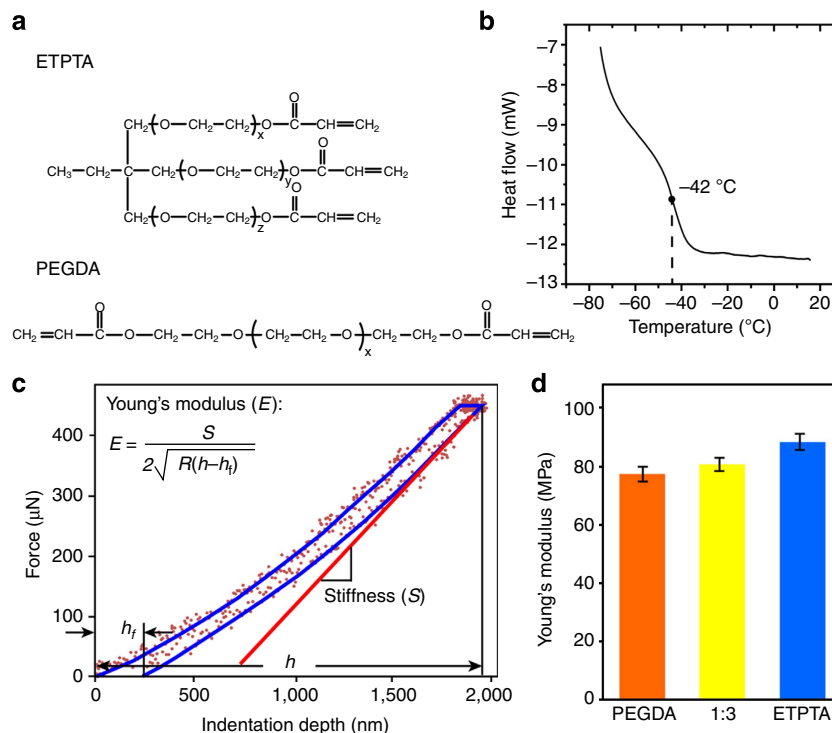 a
ETPTA
CH₂(O—CH₂—CH₂)ₓO—C—CH=CH₂
O
CH₃—CH₂—C—CH₂(O—CH₂—CH₂)yO—C—CH=CH₂
O
CH₂(O—CH₂—CH₂)zO—C—CH=CH₂
O
PEGDA
CH₂=CH—C—O—CH₂—CH₂—O(CH₂—CH₂—O)ₓCH₂—CH₂—O—C—CH=CH₂
O
O
b
Heat flow (mW)
−7
−8
−9
−10
−11
−12
−13
−42 °C
−80
−60
−40
−20
0
20
Temperature (°C)
c
Young's modulus (E):
E = S / 2√R(h–hf)
Force (µN)
400
300
200
100
0
hf
h
Stiffness (S)
0
500
1,000
1,500
2,000
Indentation depth (nm)
d
Young's modulus (MPa)
100
80
60
40
20
0
PEGDA
1:3
ETPTA